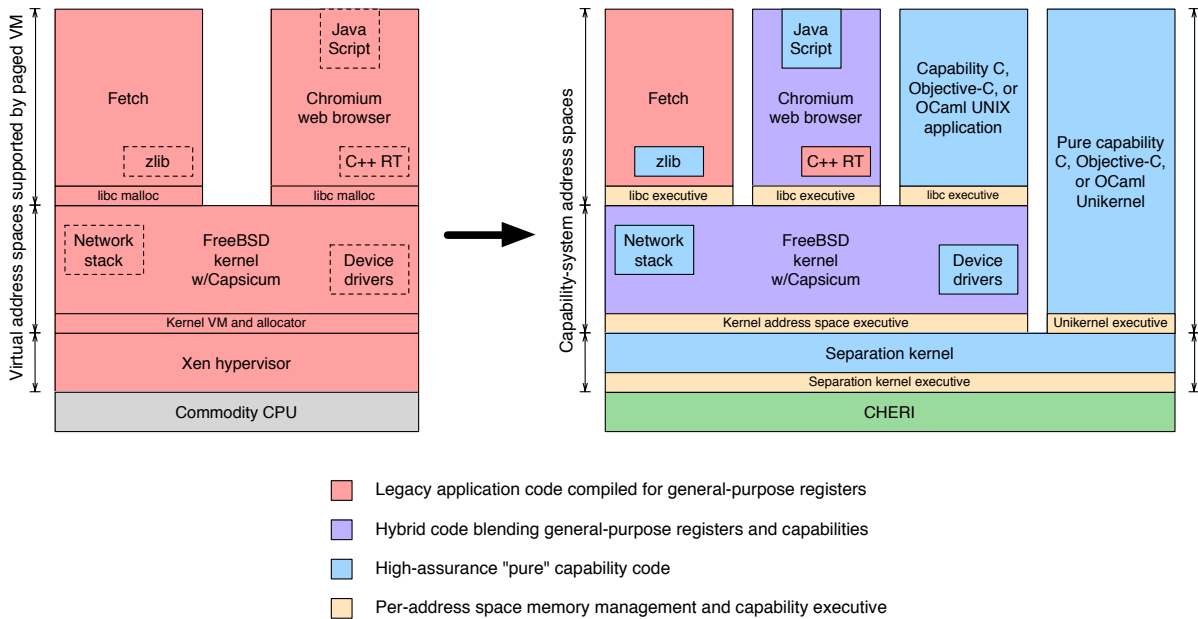 Virtual address spaces supported by paged VM
Fetch
zlib
libc malloc
Java
Script
Chromium
web browser
C++ RT
libc malloc
Network
stack
FreeBSD
kernel
w/Capsicum
Device
drivers
Kernel VM and allocator
Xen hypervisor
Commodity CPU
Capability-system address spaces
Fetch
zlib
libc executive
Java
Script
Chromium
web browser
C++ RT
libc executive
Capability C,
Objective-C, or
OCaml UNIX
application
libc executive
Network
stack
FreeBSD
kernel
w/Capsicum
Device
drivers
Kernel address space executive
Pure capability
C, Objective-C,
or OCaml
Unikernel
Unikernel executive
Separation kernel
Separation kernel executive
CHERI
Legacy application code compiled for general-purpose registers
Hybrid code blending general-purpose registers and capabilities
High-assurance "pure" capability code
Per-address space memory management and capability executive